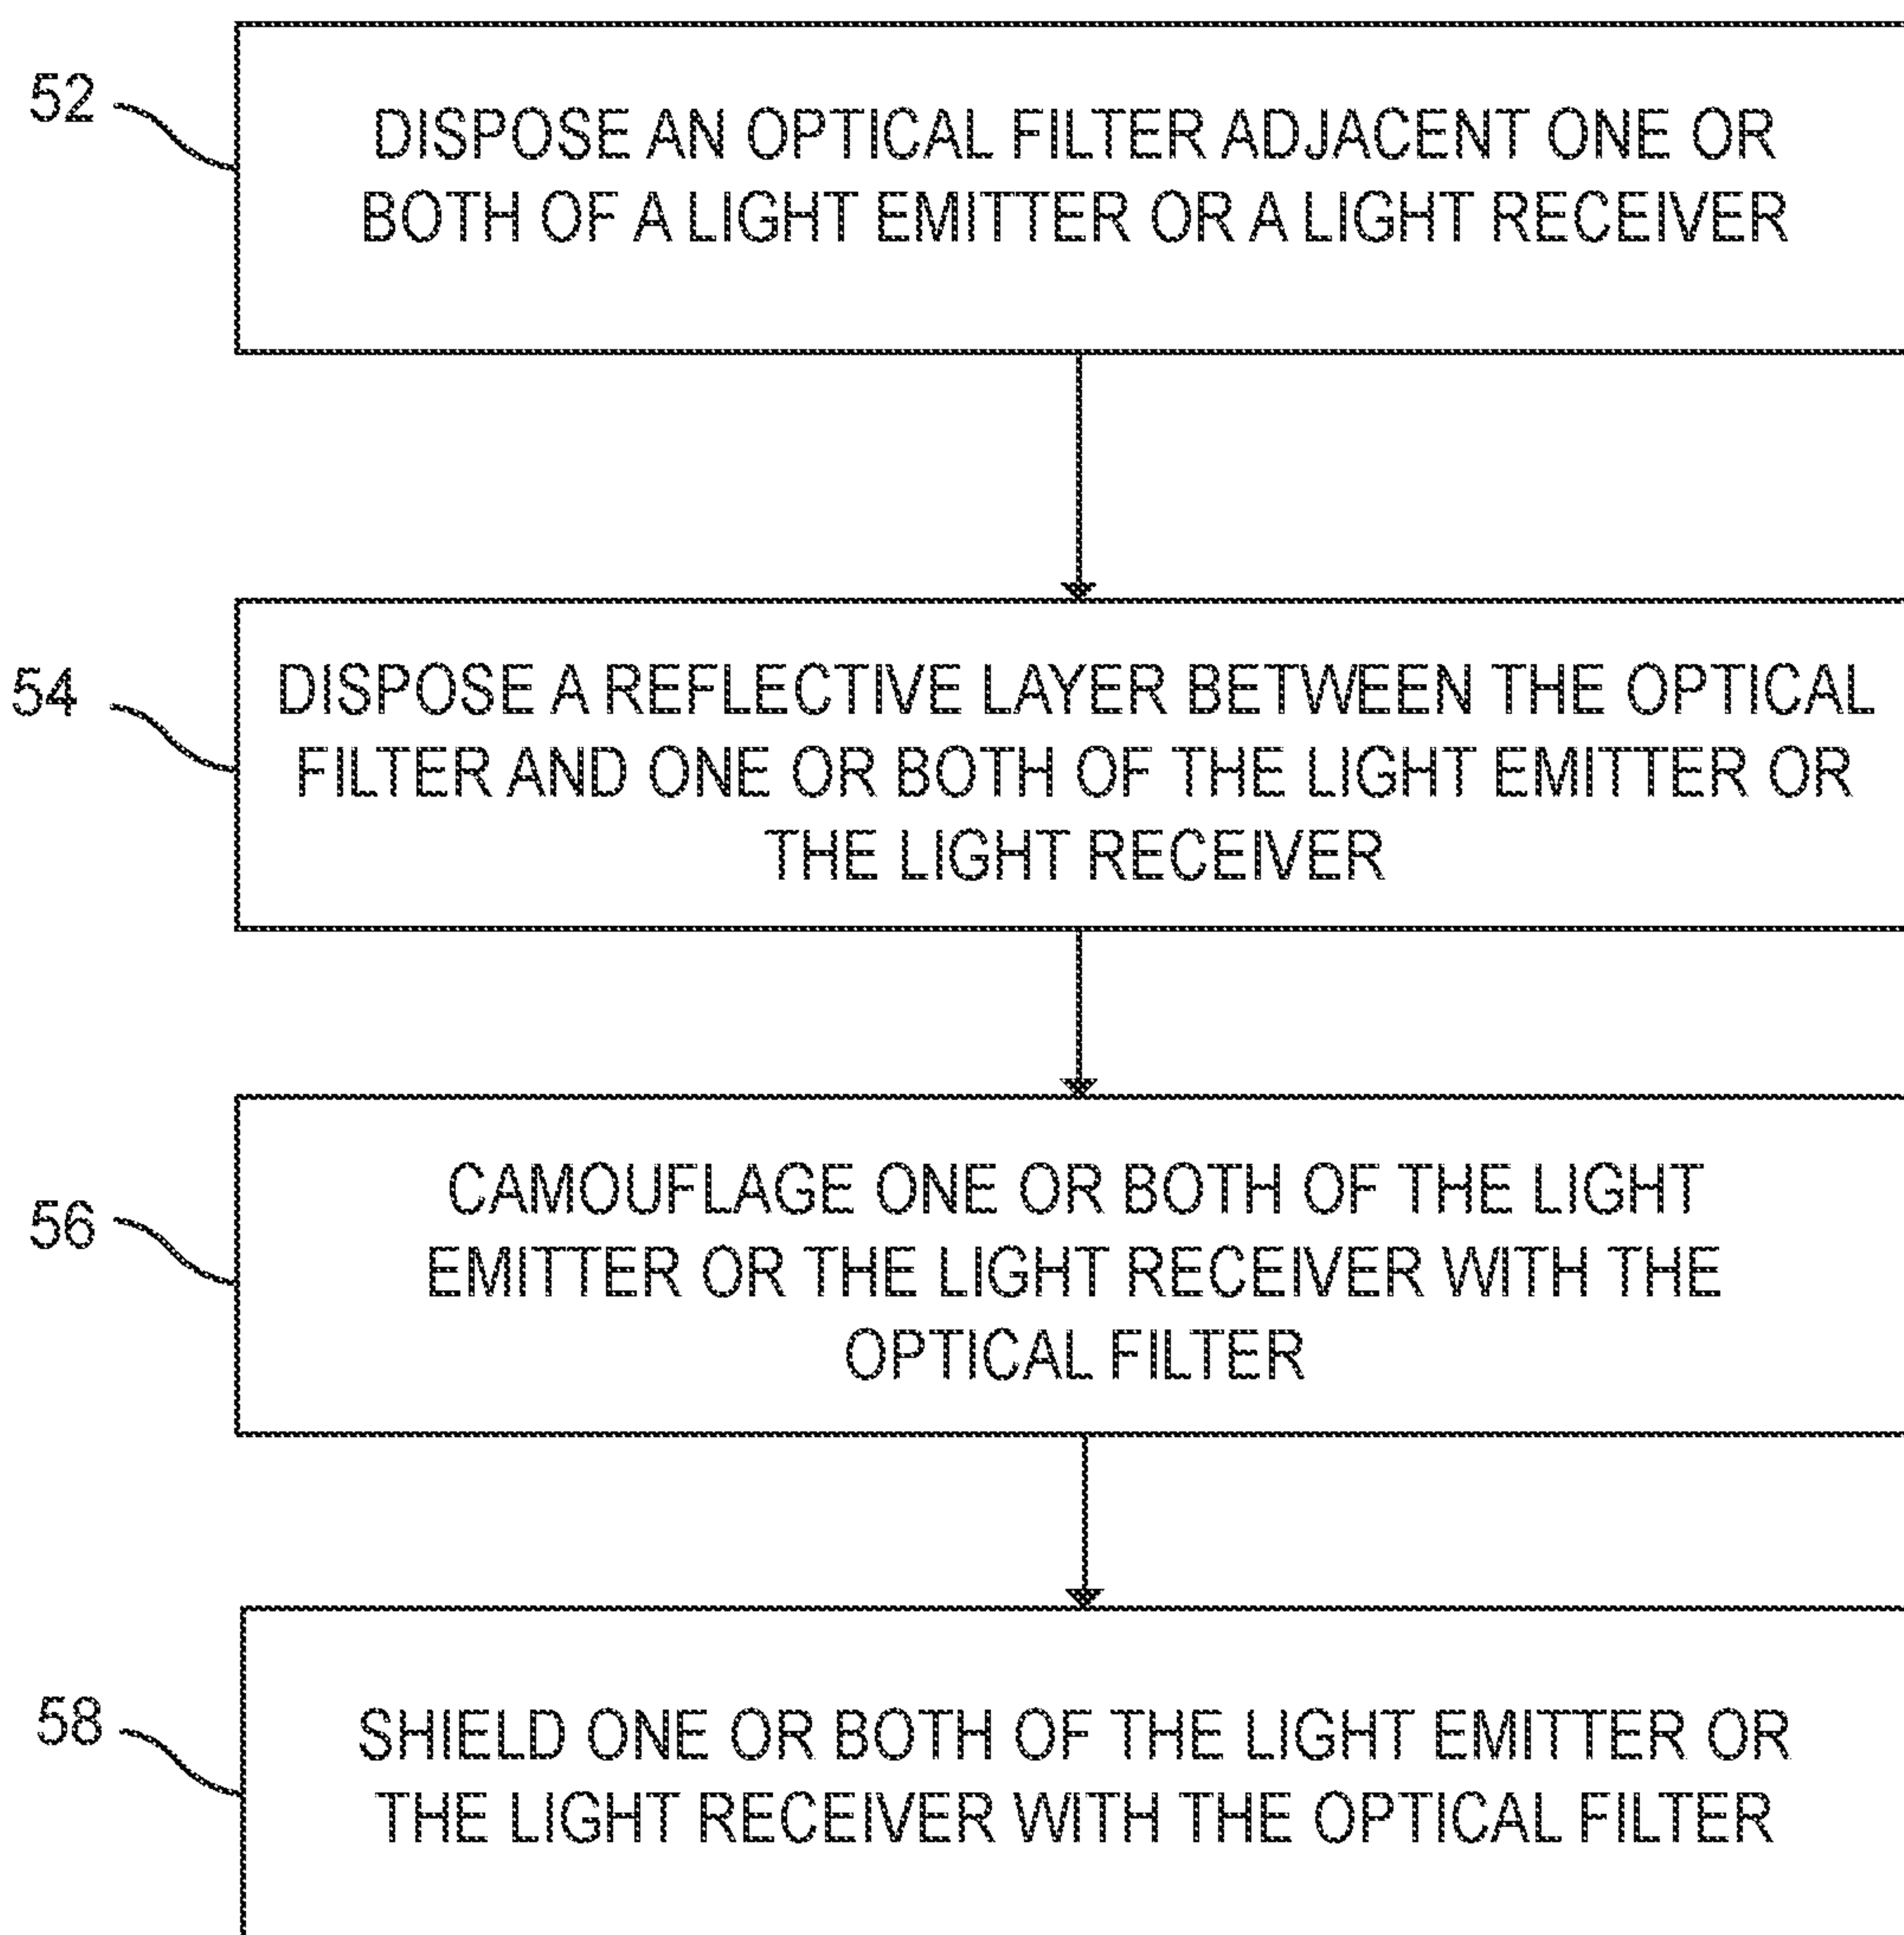 52
DISPOSE AN OPTICAL FILTER ADJACENT ONE OR
BOTH OF A LIGHT EMITTER OR A LIGHT RECEIVER
54
DISPOSE A REFLECTIVE LAYER BETWEEN THE OPTICAL
FILTER AND ONE OR BOTH OF THE LIGHT EMITTER OR
THE LIGHT RECEIVER
56
CAMOUFLAGE ONE OR BOTH OF THE LIGHT
EMITTER OR THE LIGHT RECEIVER WITH THE
OPTICAL FILTER
58
SHIELD ONE OR BOTH OF THE LIGHT EMITTER OR
THE LIGHT RECEIVER WITH THE OPTICAL FILTER